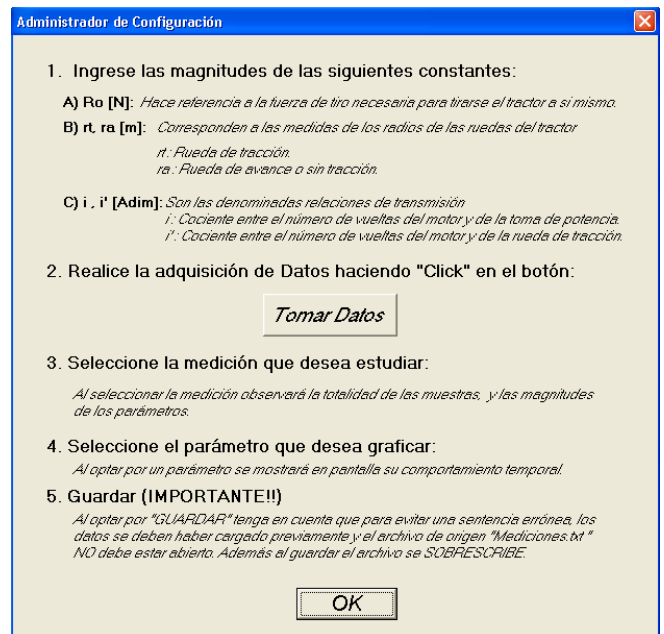 Administrador de Configuración
1. Ingrese las magnitudes de las siguientes constantes:
A) Ro [N]: Hace referencia a la fuerza de tiro necesaria para tirarse el tractor a si mismo.
B) rt, ra [m]: Corresponden a las medidas de los radios de las ruedas del tractor
rt.: Rueda de tracción.
ra.: Rueda de avance o sin tracción.
C) i , i' [Adim]: Son las denominadas relaciones de transmisión
i.: Cociente entre el número de vueltas del motor y de la toma de potencia.
i'.: Cociente entre el número de vueltas del motor y de la rueda de tracción.
2. Realice la adquisición de Datos haciendo "Click" en el botón:
Tomar Datos
3. Seleccione la medición que desea estudiar:
Al seleccionar la medición observará la totalidad de las muestras, y las magnitudes
de los parámetros.
4. Seleccione el parámetro que desea graficar:
Al optar por un parámetro se mostrará en pantalla su comportamiento temporal.
5. Guardar (IMPORTANTE!!)
Al optar por "GUARDAR" tenga en cuenta que para evitar una sentencia errónea, los
datos se deben haber cargado previamente y el archivo de origen "Mediciones.txt "
NO debe estar abierto. Además al guardar el archivo se SOBRESCRIBE.
OK